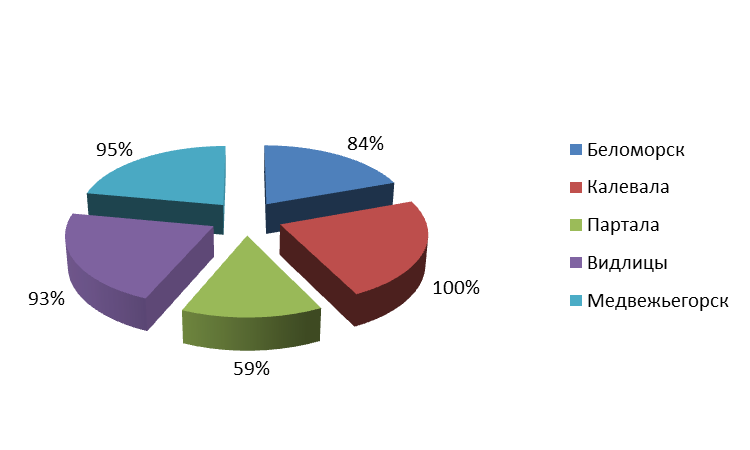 84%
100%
59%
93%
95%
Беломорск
Калевала
Партала
Видлицы
Медвежьегорск